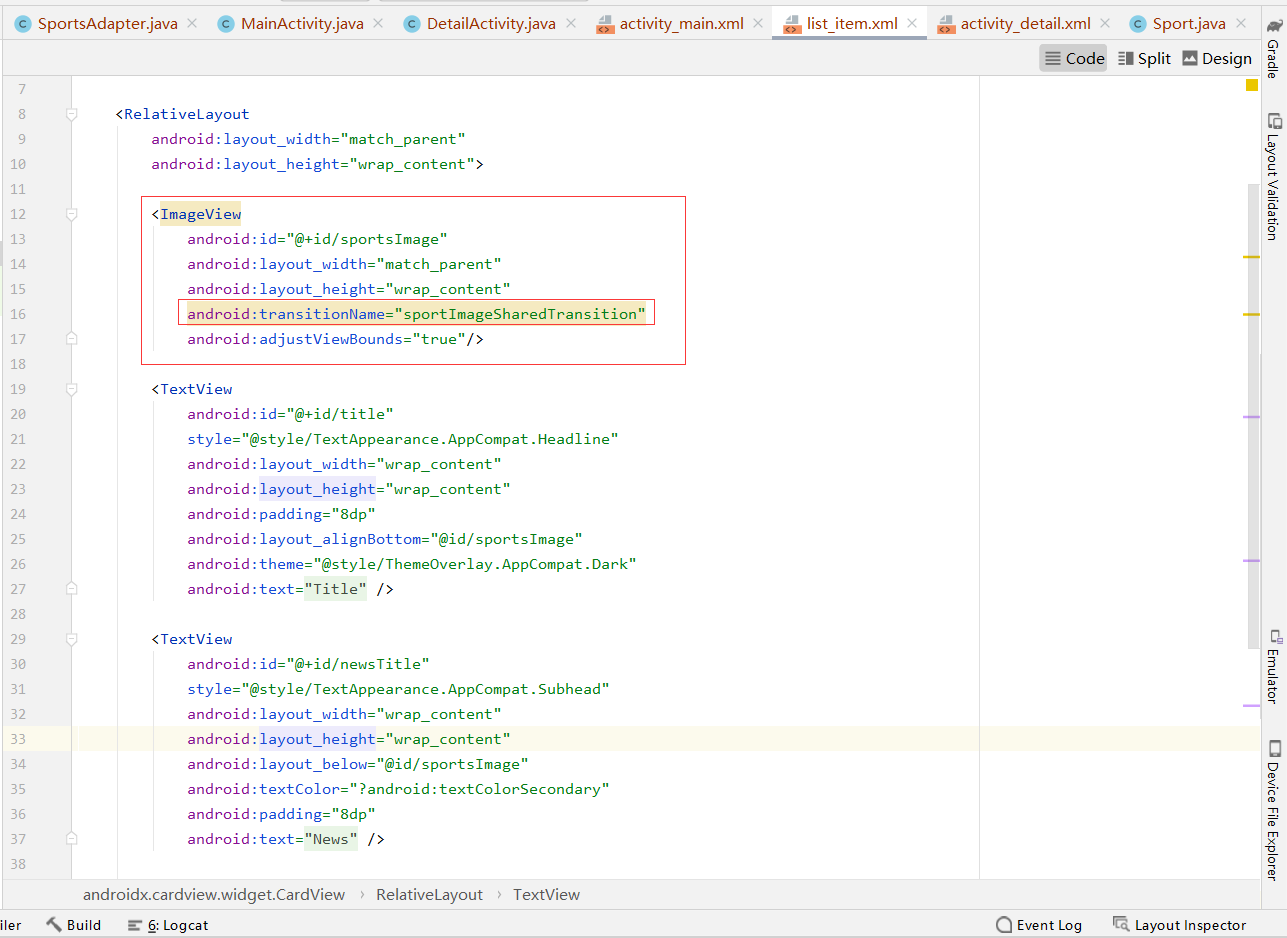 SportsAdapter.java MainActivity.java DetailActivity.java activity_main.xml list_item.xml activity_detail.xml Sport.java
Code Split Design
7
8 <RelativeLayout
9 android:layout_width="match_parent"
10 android:layout_height="wrap_content">
11
12 <ImageView
13 android:id="@+id/sportsImage"
14 android:layout_width="match_parent"
15 android:layout_height="wrap_content"
16 android:transitionName="sportImageSharedTransition"
17 android:adjustViewBounds="true"/>
18
19 <TextView
20 android:id="@+id/title"
21 style="@style/TextAppearance.AppCompat.Headline"
22 android:layout_width="wrap_content"
23 android:layout_height="wrap_content"
24 android:padding="8dp"
25 android:layout_alignBottom="@id/sportsImage"
26 android:theme="@style/ThemeOverlay.AppCompat.Dark"
27 android:text="Title" />
28
29 <TextView
30 android:id="@+id/newsTitle"
31 style="@style/TextAppearance.AppCompat.Subhead"
32 android:layout_width="wrap_content"
33 android:layout_height="wrap_content"
34 android:layout_below="@id/sportsImage"
35 android:textColor="?android:textColorSecondary"
36 android:padding="8dp"
37 android:text="News" />
38
androidx.cardview.widget.CardView › RelativeLayout › TextView
iler Build 6: Logcat Event Log Layout Inspector
Gradle
Layout Validation
Emulator
Device File Explorer